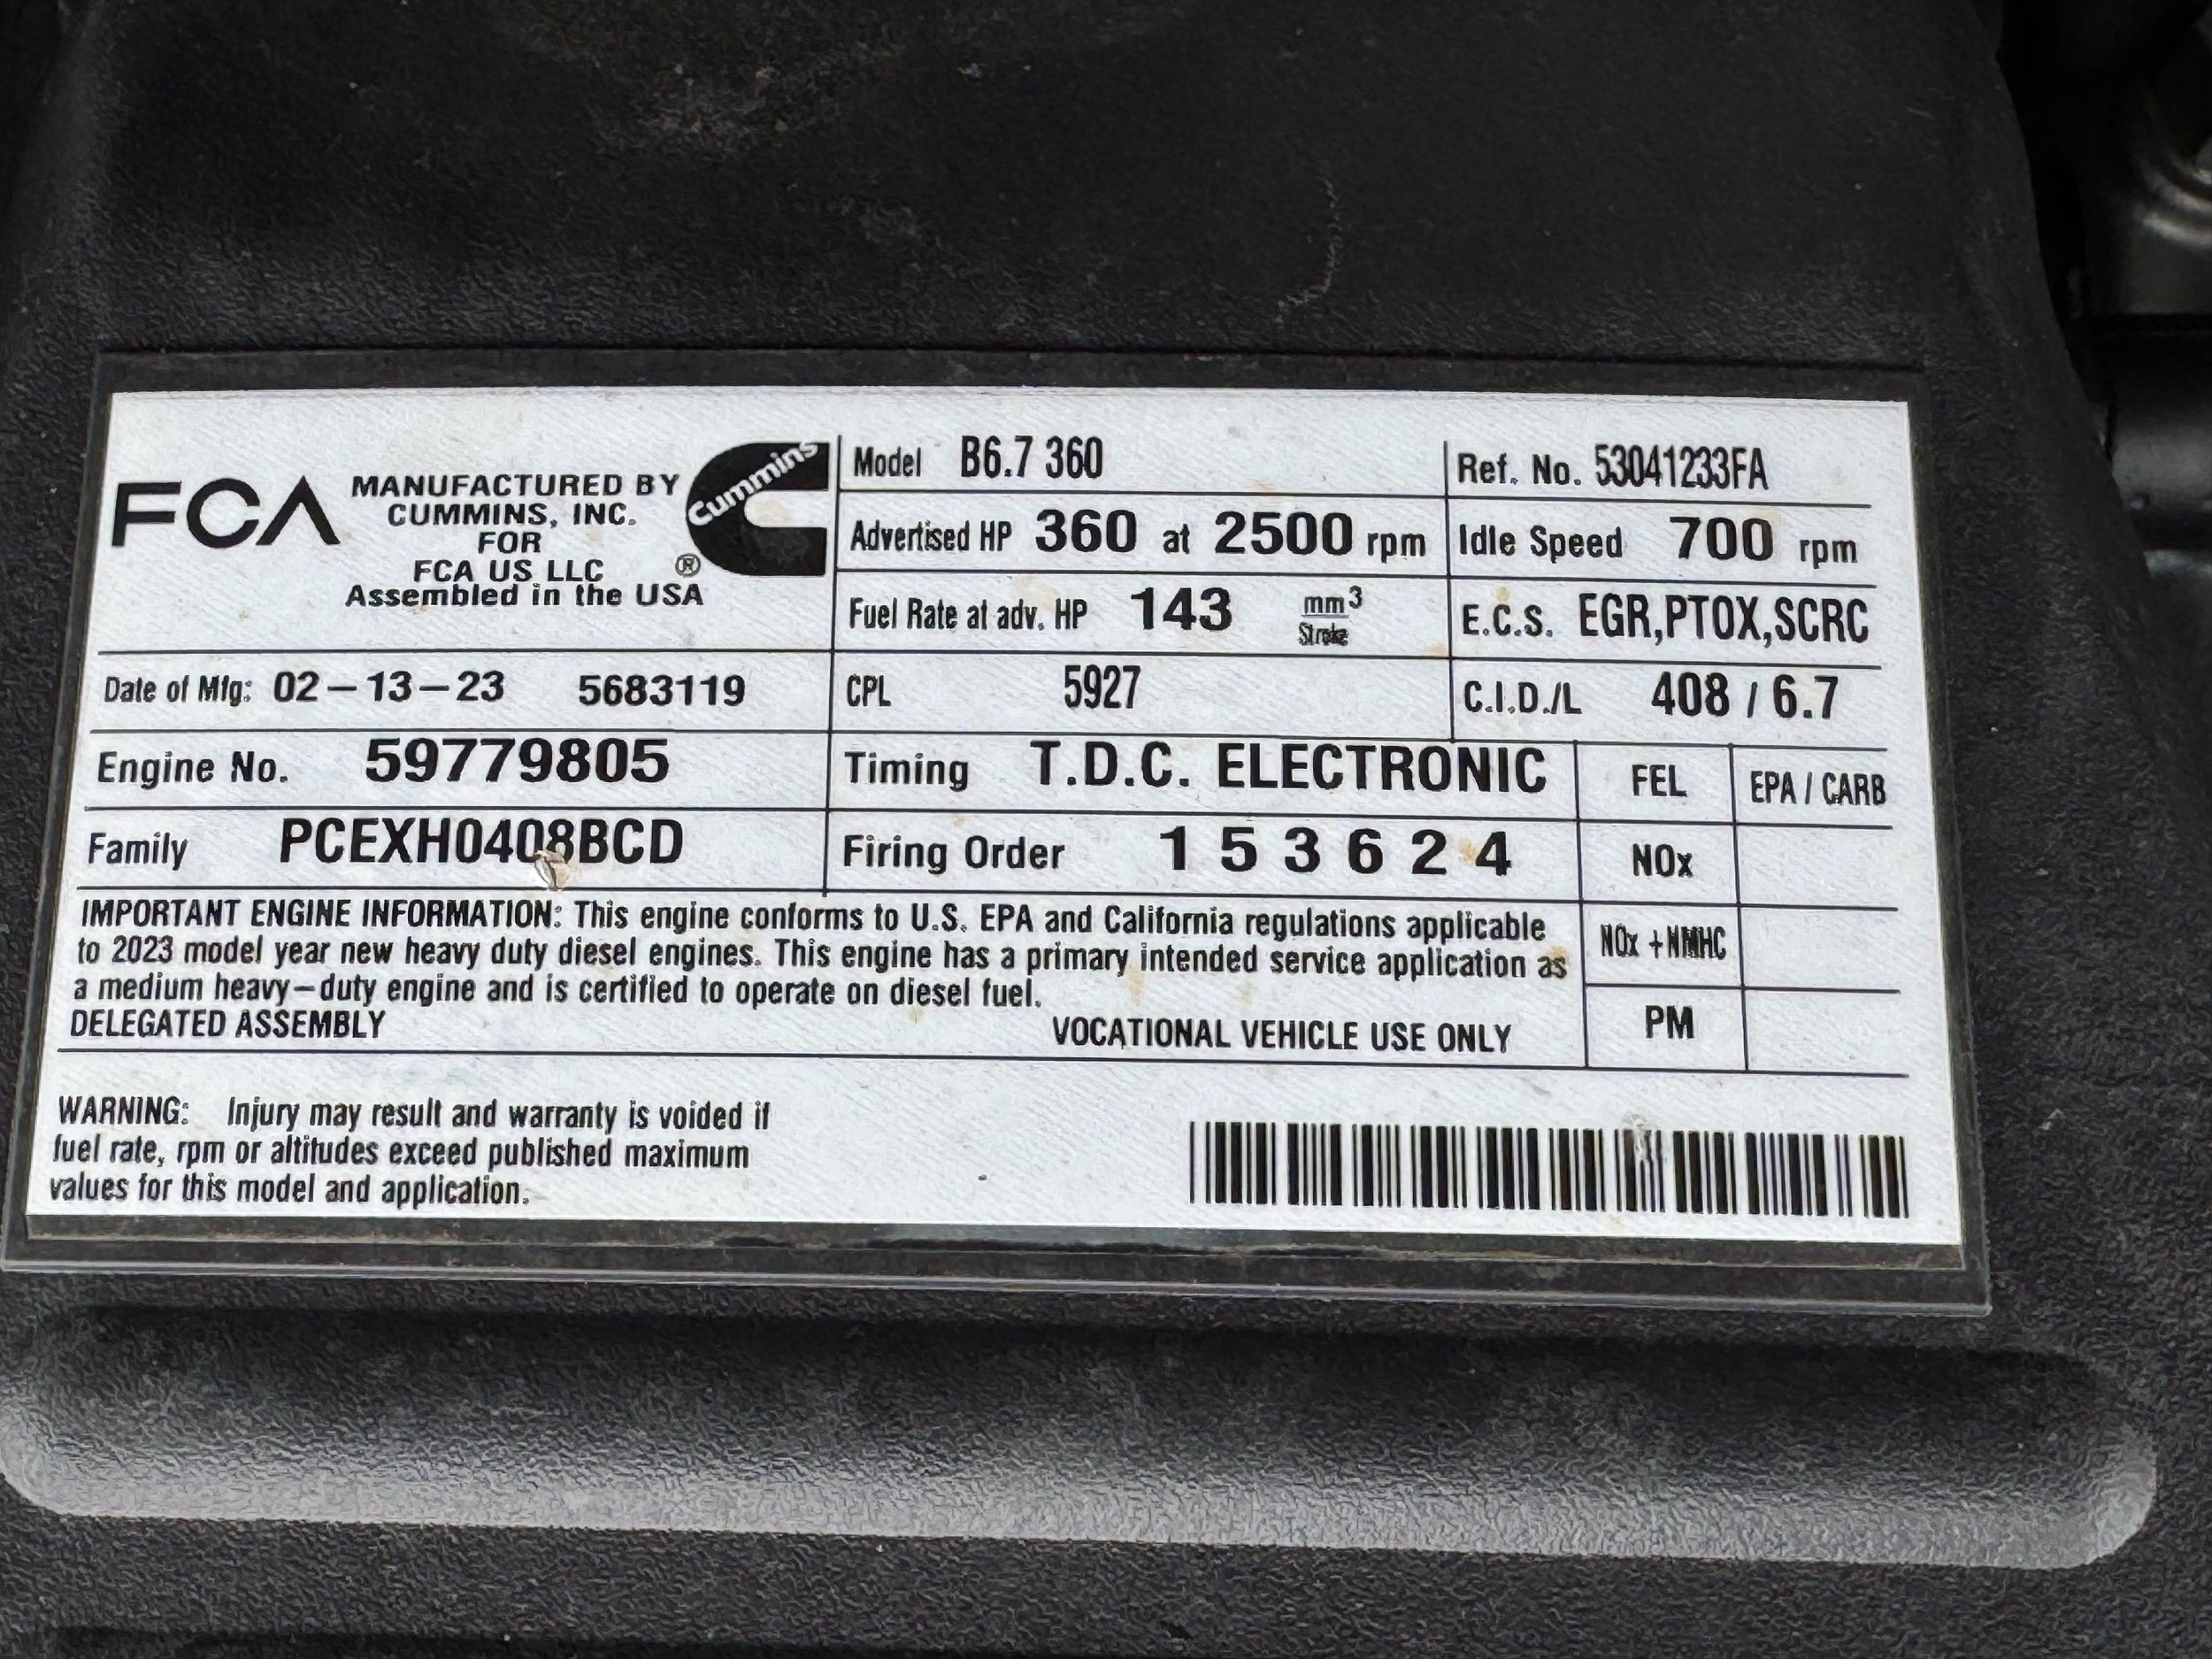 FCA
MANUFACTURED BY
CUMMINS, INC.
FOR
FCA US LLC
Assembled in the USA
Cummins
®
Model B6.7 360
Ref. No. 53041233FA
Advertised HP 360 at 2500 rpm
Idle Speed 700 rpm
Fuel Rate at adv. HP 143 mm³
Stroke
E.C.S. EGR,PTOX,SCRC
Date of Mfg: 02-13-23 5683119
CPL 5927
C.I.D./L 408 / 6.7
Engine No. 59779805
Timing T.D.C. ELECTRONIC
FEL
EPA / CARB
Family PCEXH0408BCD
Firing Order 1 5 3 6 2 4
NOx
NOx +NMHC
PM
IMPORTANT ENGINE INFORMATION: This engine conforms to U.S. EPA and California regulations applicable
to 2023 model year new heavy duty diesel engines. This engine has a primary intended service application as
a medium heavy-duty engine and is certified to operate on diesel fuel.
DELEGATED ASSEMBLY
VOCATIONAL VEHICLE USE ONLY
WARNING: Injury may result and warranty is voided if
fuel rate, rpm or altitudes exceed published maximum
values for this model and application.